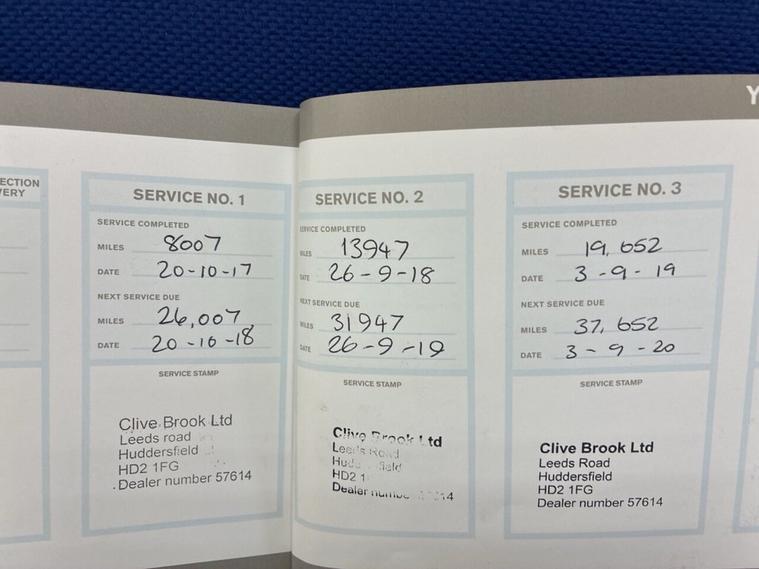 Y
ECTION
VERY
SERVICE NO. 1
SERVICE COMPLETED
MILES 8007
DATE 20-10-17
NEXT SERVICE DUE
MILES 26,007
DATE 20-10-18
SERVICE STAMP
Clive Brook Ltd
Leeds road
Huddersfield
HD2 1FG
Dealer number 57614
SERVICE NO. 2
SERVICE COMPLETED
MILES 13947
DATE 26-9-18
NEXT SERVICE DUE
MILES 31947
DATE 26-9-19
SERVICE STAMP
Clive Brook Ltd
Leeds Road
HD2 1
Dealer
SERVICE NO. 3
SERVICE COMPLETED
MILES 19,652
DATE 3-9-19
NEXT SERVICE DUE
MILES 37,652
DATE 3-9-20
SERVICE STAMP
Clive Brook Ltd
Leeds Road
Huddersfield
HD2 1FG
Dealer number 57614